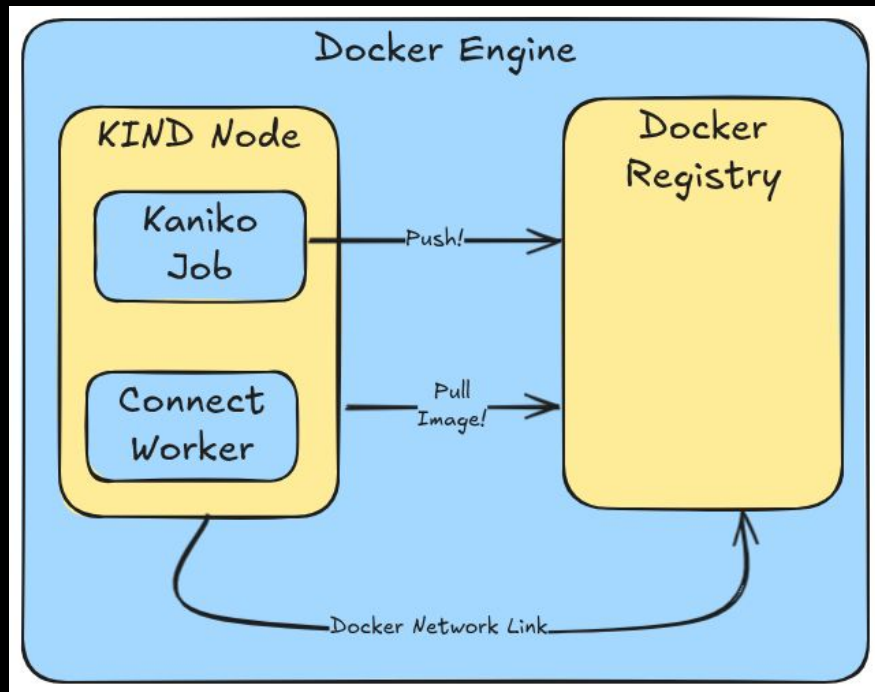 Docker Engine
KIND Node
Kaniko
Job
Connect
Worker
Push!
Pull
Image!
Docker
Registry
Docker Network Link